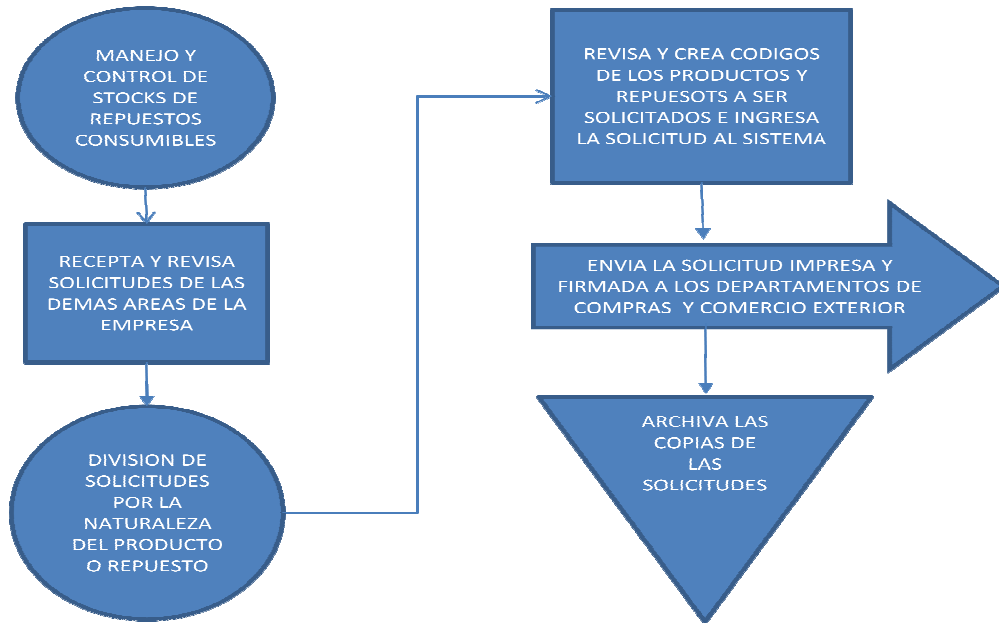 MANEJO Y
CONTROL DE
STOCKS DE
REPUESTOS
CONSUMIBLES
RECEPTA Y REVISA
SOLICITUDES DE LAS
DEMAS AREAS DE LA
EMPRESA
DIVISION DE
SOLICITUDES
POR LA
NATURALEZA
DEL PRODUCTO
O REPUESTO
REVISA Y CREA CODIGOS
DE LOS PRODUCTOS Y
REPUESOTS A SER
SOLICITADOS E INGRESA
LA SOLICITUD AL SISTEMA
ENVIA LA SOLICITUD IMPRESA Y
FIRMADA A LOS DEPARTAMENTOS DE
COMPRAS Y COMERCIO EXTERIOR
ARCHIVA LAS
COPIAS DE
LAS
SOLICITUDES